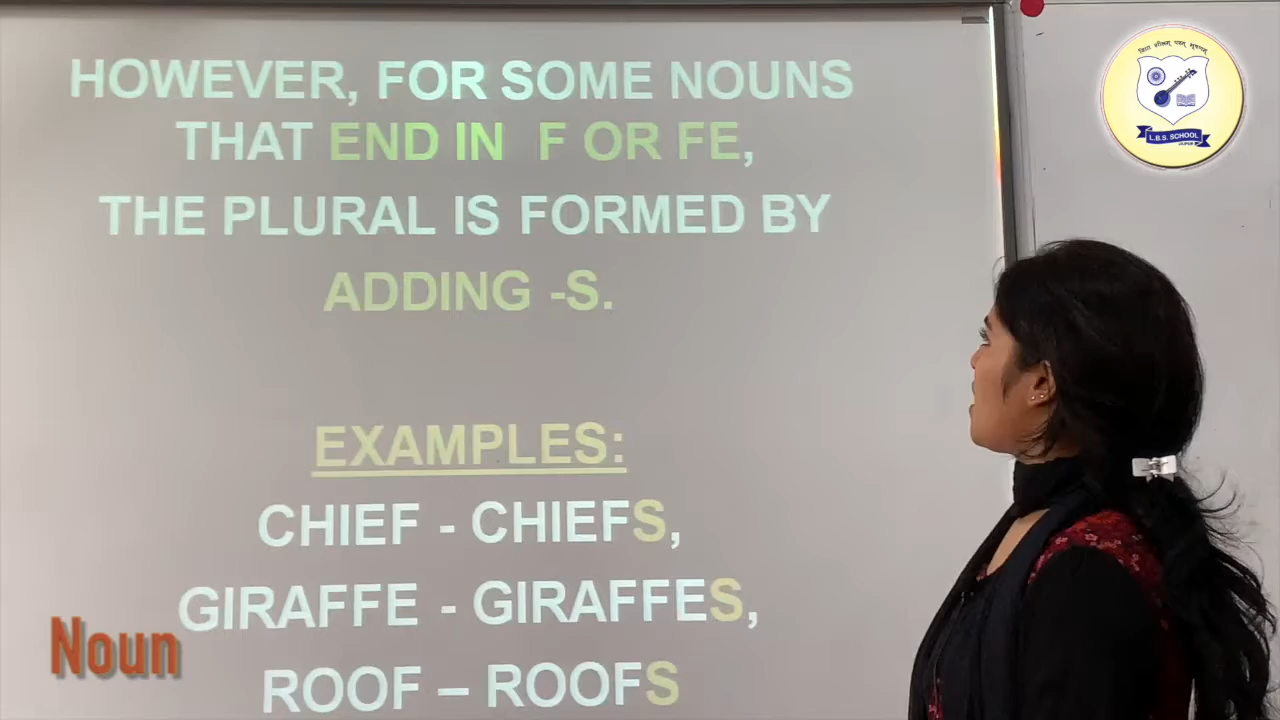 HOWEVER, FOR SOME NOUNS
THAT END IN F OR FE,
THE PLURAL IS FORMED BY
ADDING -S.
EXAMPLES:
CHIEF - CHIEFS,
GIRAFFE - GIRAFFES,
ROOF – ROOFS
Noun
L.B.S. SCHOOL
JAIPUR